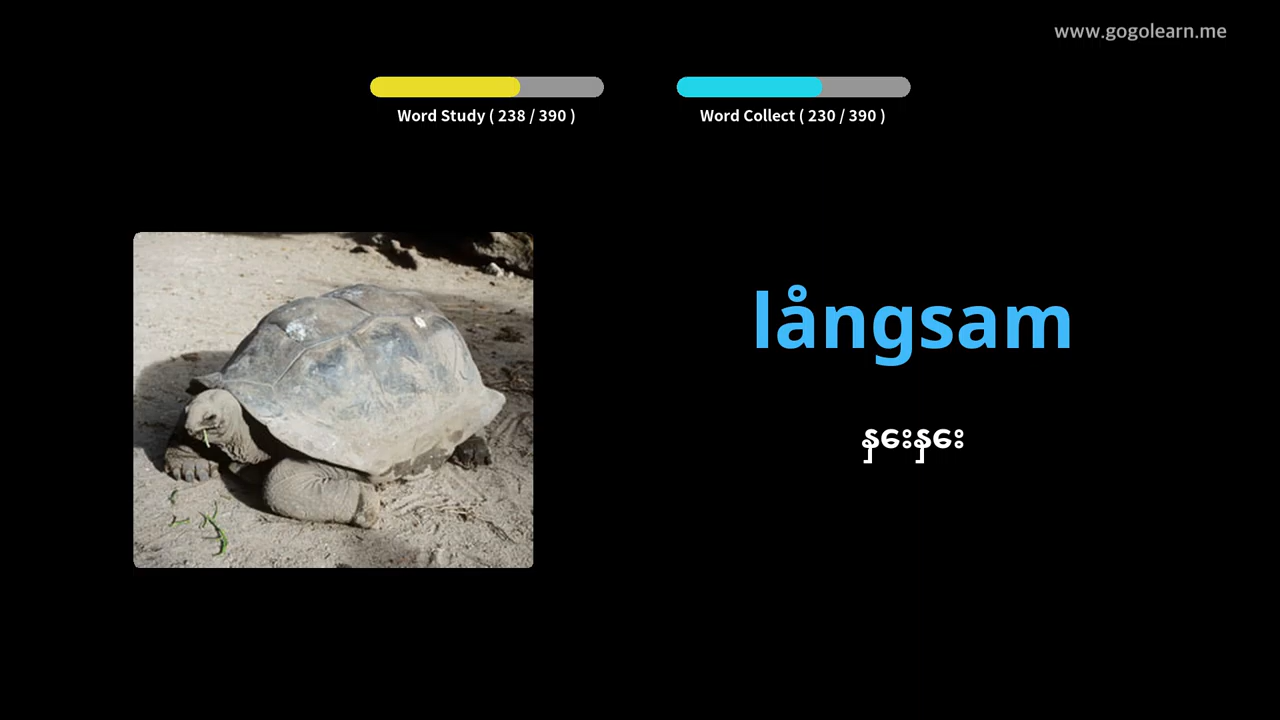 www.gogolearn.me
Word Study ( 238 / 390 )
Word Collect ( 230 / 390 )
långsam
နှေးနှေး